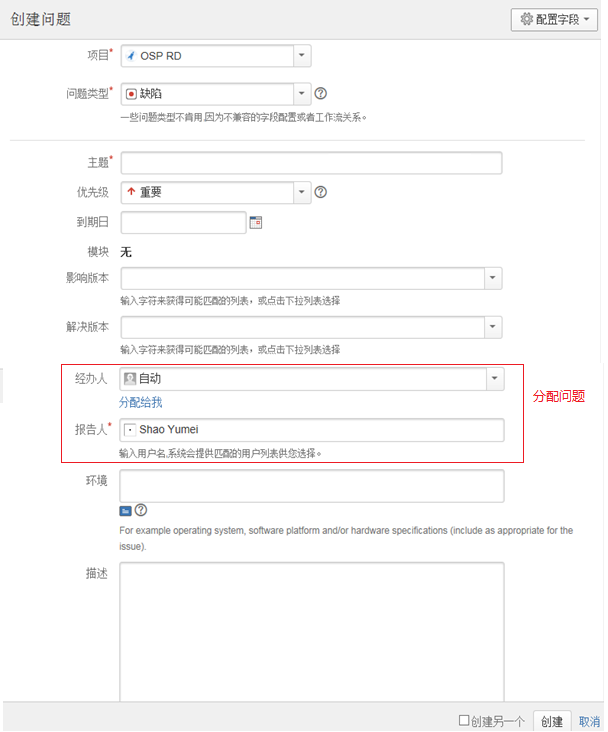 创建问题
配置字段
项目*
OSP RD
问题类型*
缺陷
一些问题类型不肯用,因为不兼容的字段配置或者工作流关系。
主题*
优先级
重要
到期日
模块
无
影响版本
输入字符来获得可能匹配的列表，或点击下拉列表选择
解决版本
输入字符来获得可能匹配的列表，或点击下拉列表选择
经办人
自动
分配给我
分配问题
报告人*
Shao Yumei
输入用户名,系统会提供匹配的用户列表供您选择。
环境
For example operating system, software platform and/or hardware specifications (include as appropriate for the
issue).
描述
创建另一个
创建
取消